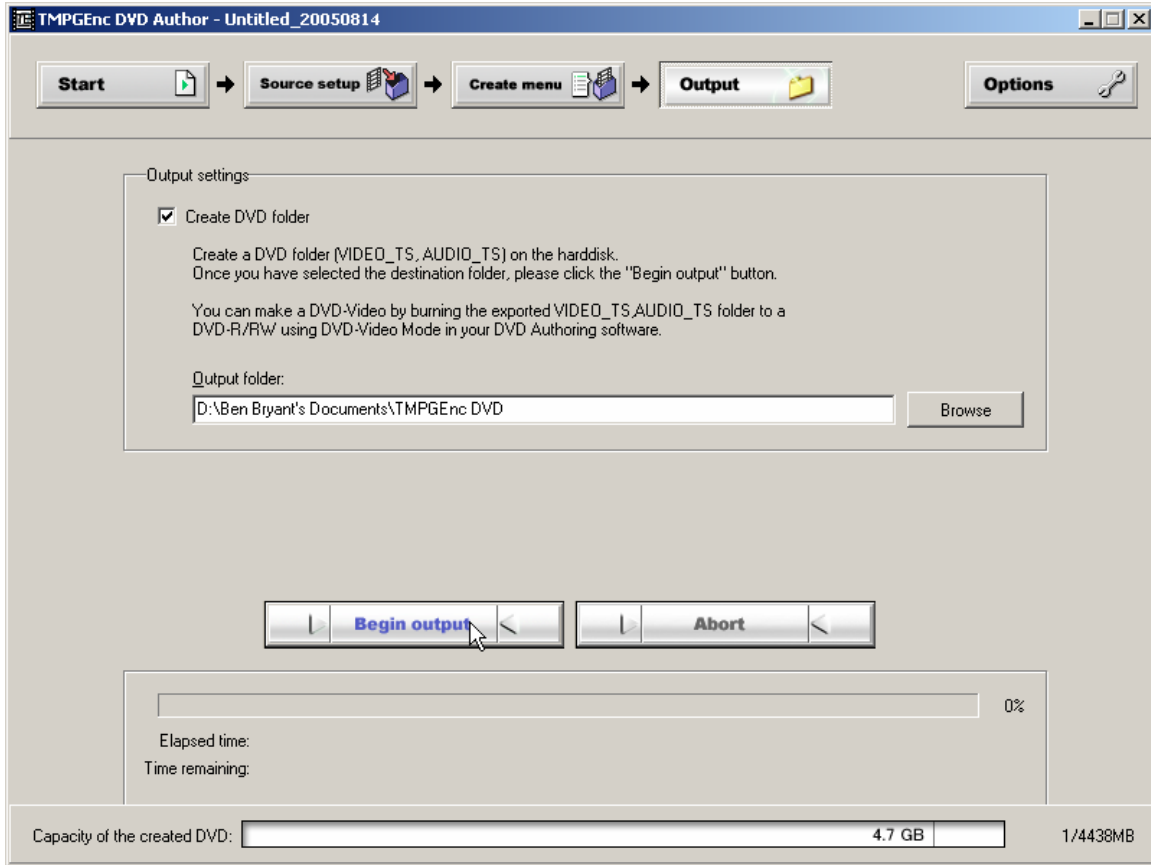 TMPGEnc DVD Author - Untitled_20050814
Start
Source setup
Create menu
Output
Options
Output settings
Create DVD folder
Create a DVD folder (VIDEO_TS, AUDIO_TS) on the harddisk.
Once you have selected the destination folder, please click the "Begin output" button.
You can make a DVD-Video by burning the exported VIDEO_TS,AUDIO_TS folder to a
DVD-R/RW using DVD-Video Mode in your DVD Authoring software.
Output folder:
D:\Ben Bryant's Documents\TMPGEnc DVD
Browse
Begin output
Abort
0%
Elapsed time:
Time remaining:
Capacity of the created DVD:
4.7 GB
1/4438MB